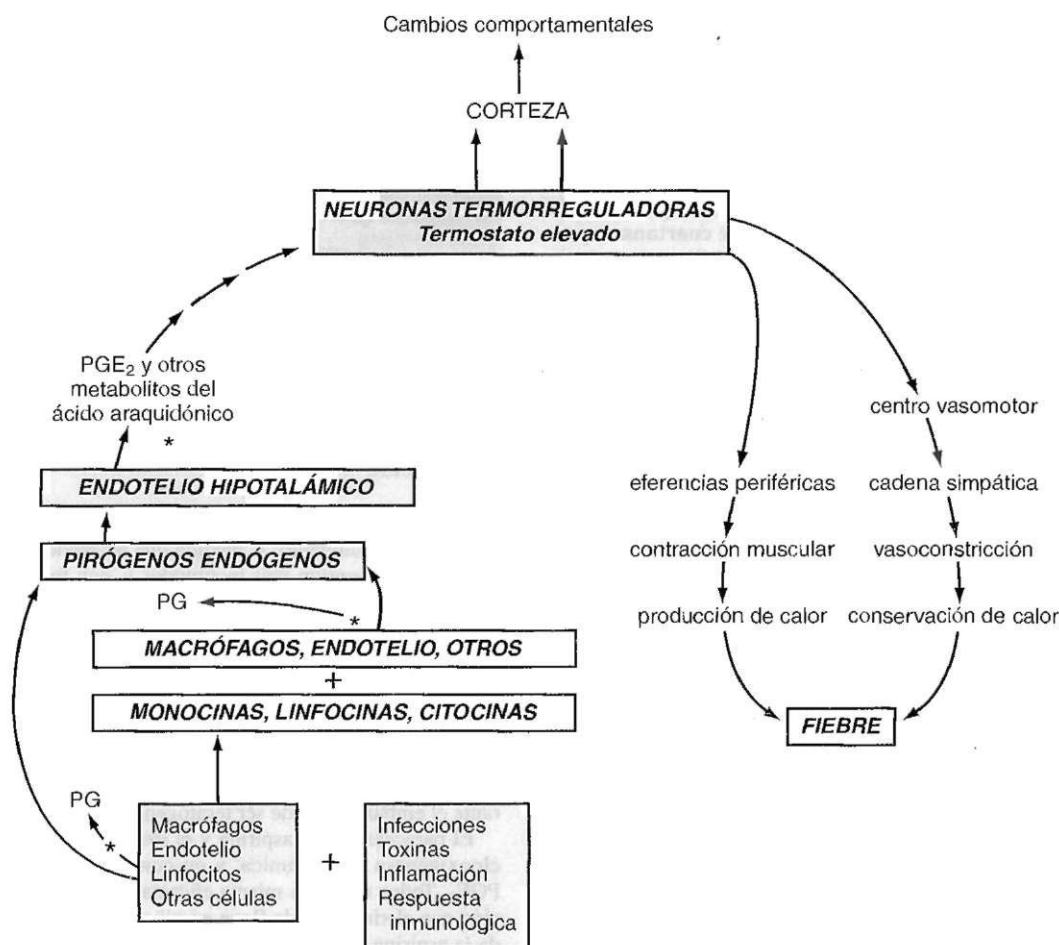 Cambios comportamentales
CORTEZA
NEURONAS TERMORREGULADORAS
Termostato elevado
PGE₂ y otros
metabolitos del
ácido araquidónico
*
ENDOTELIO HIPOTALÁMICO
PIRÓGENOS ENDÓGENOS
PG
*
MACRÓFAGOS, ENDOTELIO, OTROS
+
MONOCINAS, LINFOCINAS, CITOCINAS
PG
*
Macrófagos
Endotelio
Linfocitos
Otras células
+
Infecciones
Toxinas
Inflamación
Respuesta
inmunológica
eferencias periféricas
contracción muscular
producción de calor
centro vasomotor
cadena simpática
vasoconstricción
conservación de calor
FIEBRE